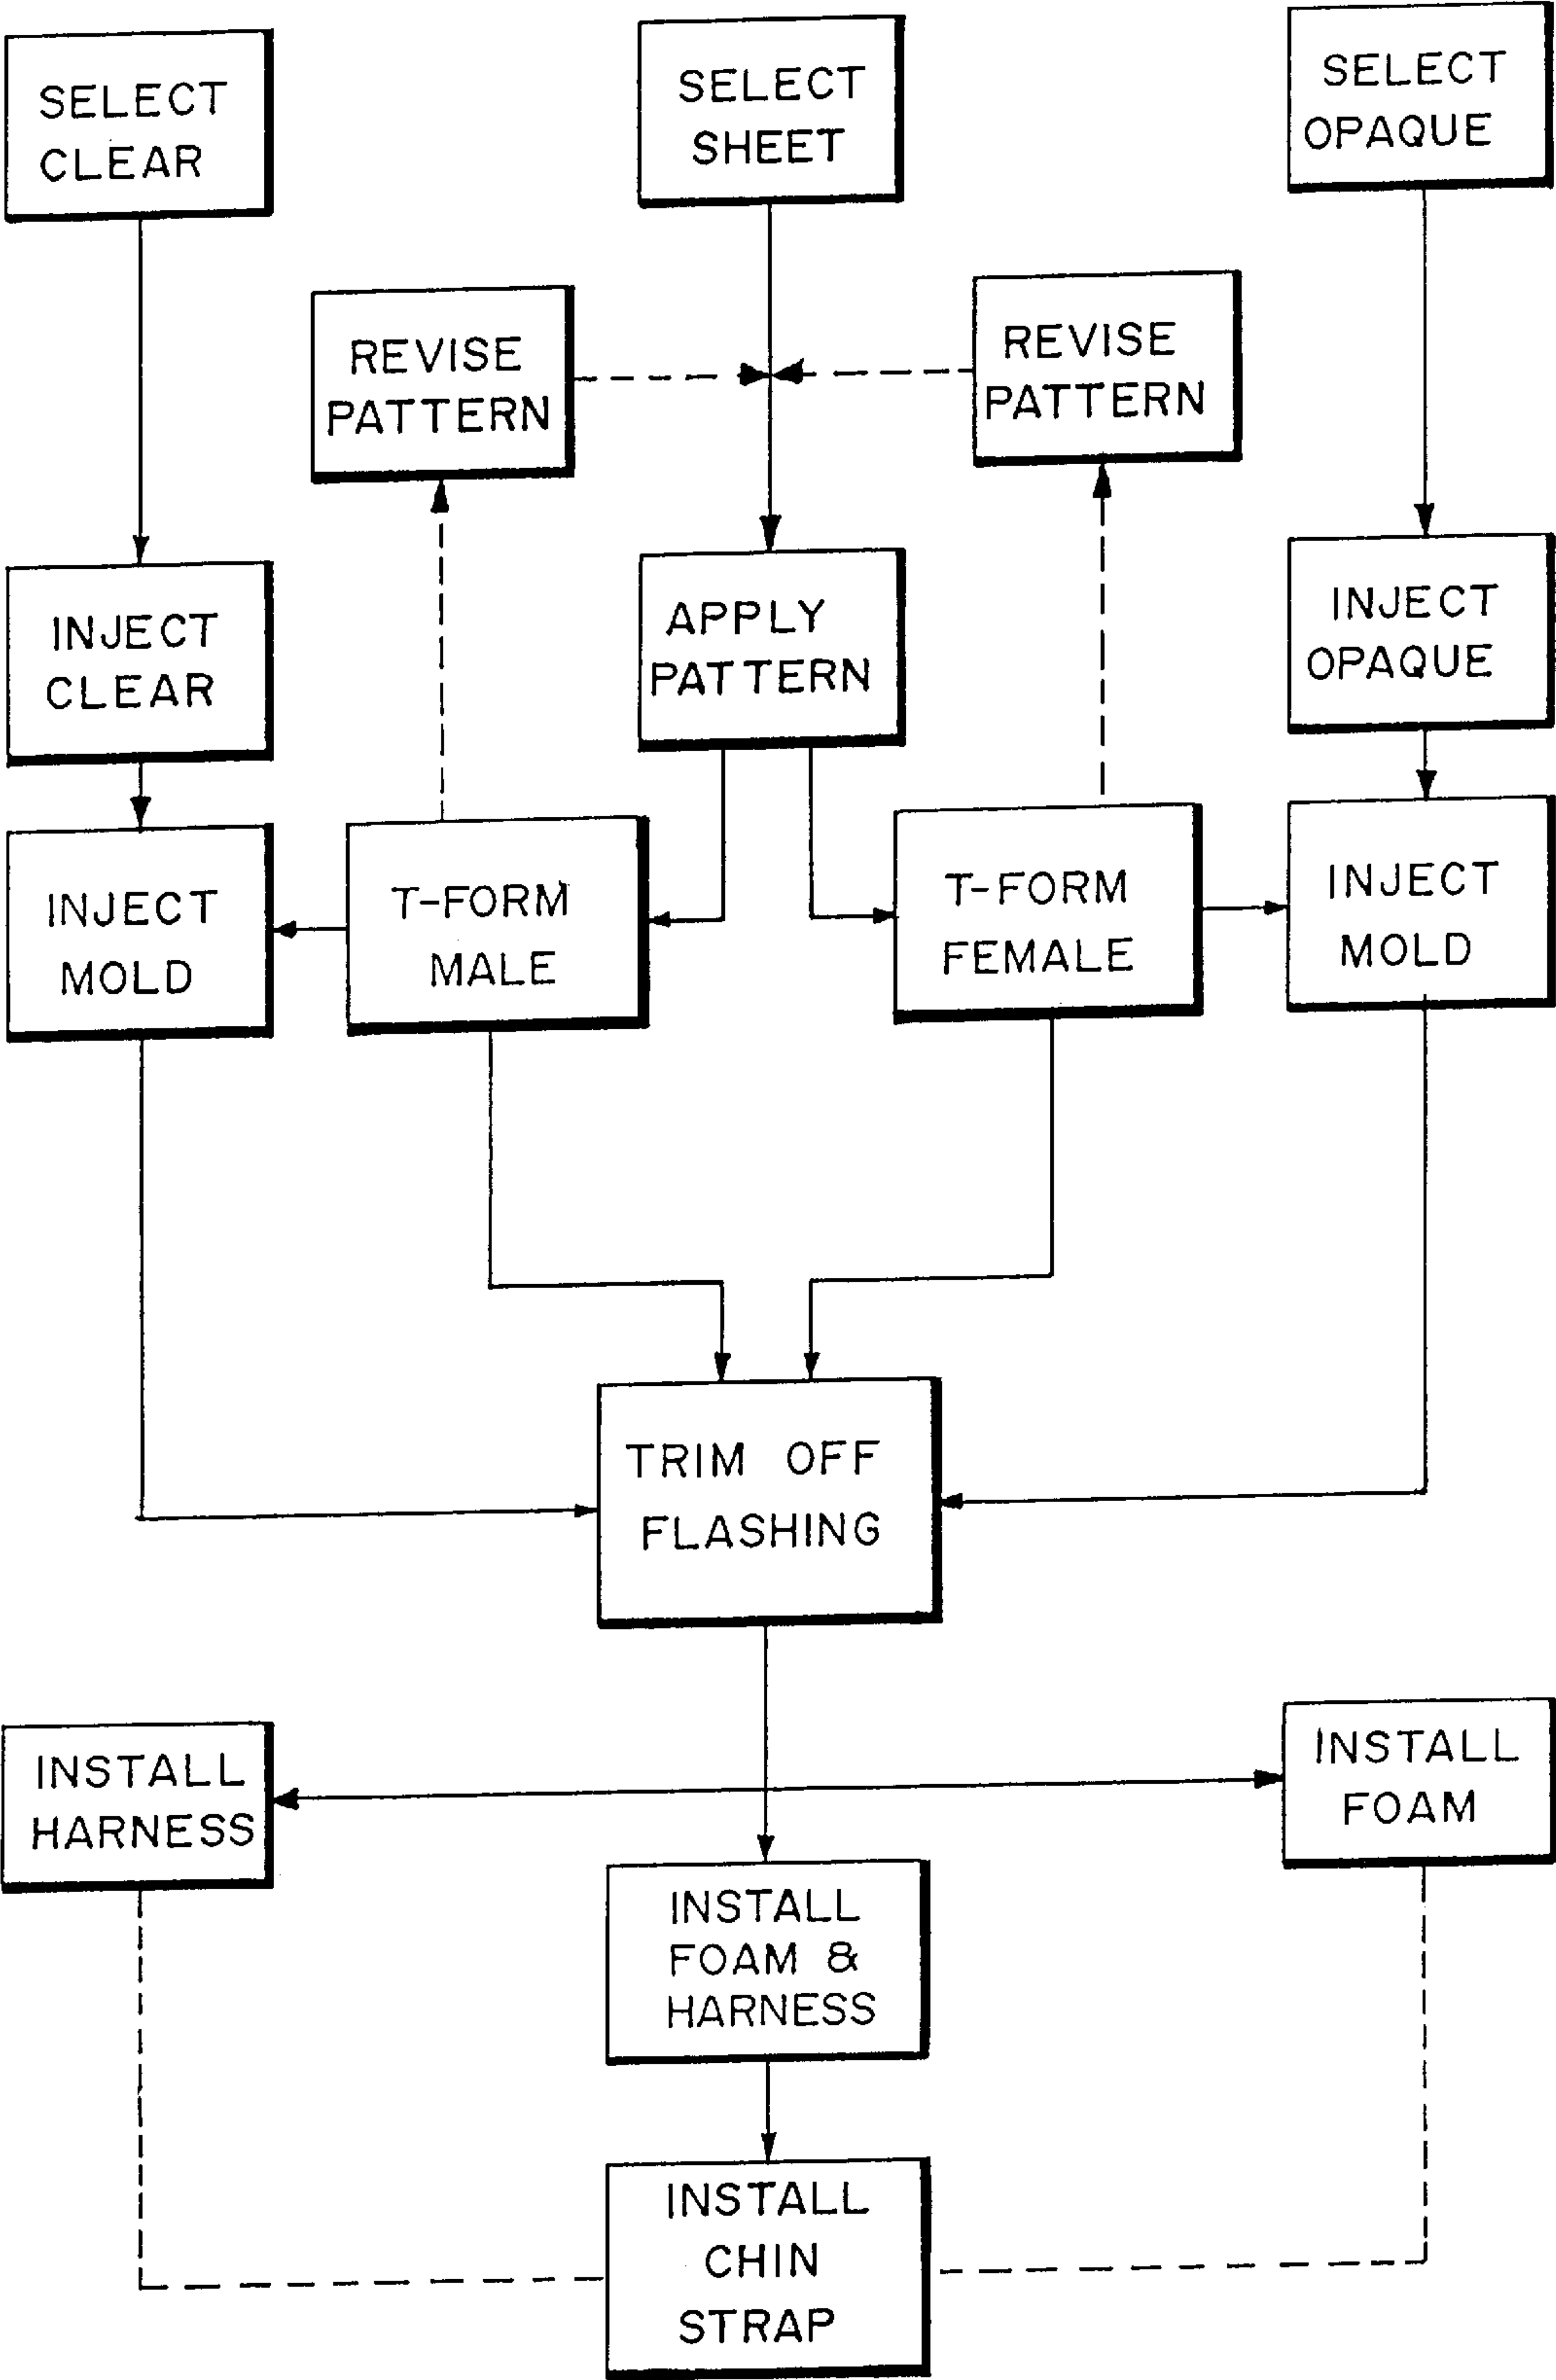 SELECT
CLEAR
SELECT
SHEET
SELECT
OPAQUE
REVISE
PATTERN
REVISE
PATTERN
INJECT
CLEAR
APPLY
PATTERN
INJECT
OPAQUE
INJECT
MOLD
T-FORM
MALE
T-FORM
FEMALE
INJECT
MOLD
TRIM OFF
FLASHING
INSTALL
HARNESS
INSTALL
FOAM
INSTALL
FOAM &
HARNESS
INSTALL
CHIN
STRAP